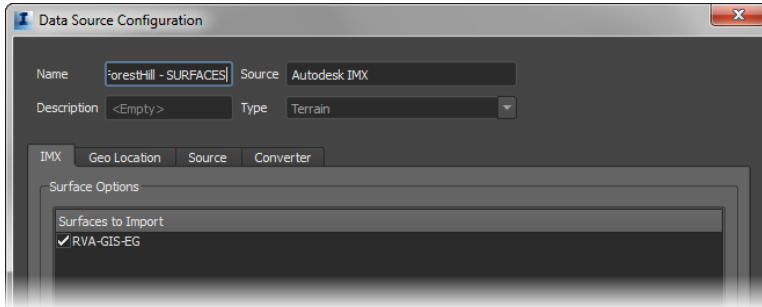 Data Source Configuration
Name ForestHill - SURFACES Source Autodesk IMX
Description <Empty> Type Terrain
IMX Geo Location Source Converter
Surface Options
Surfaces to Import
RVA-GIS-EG